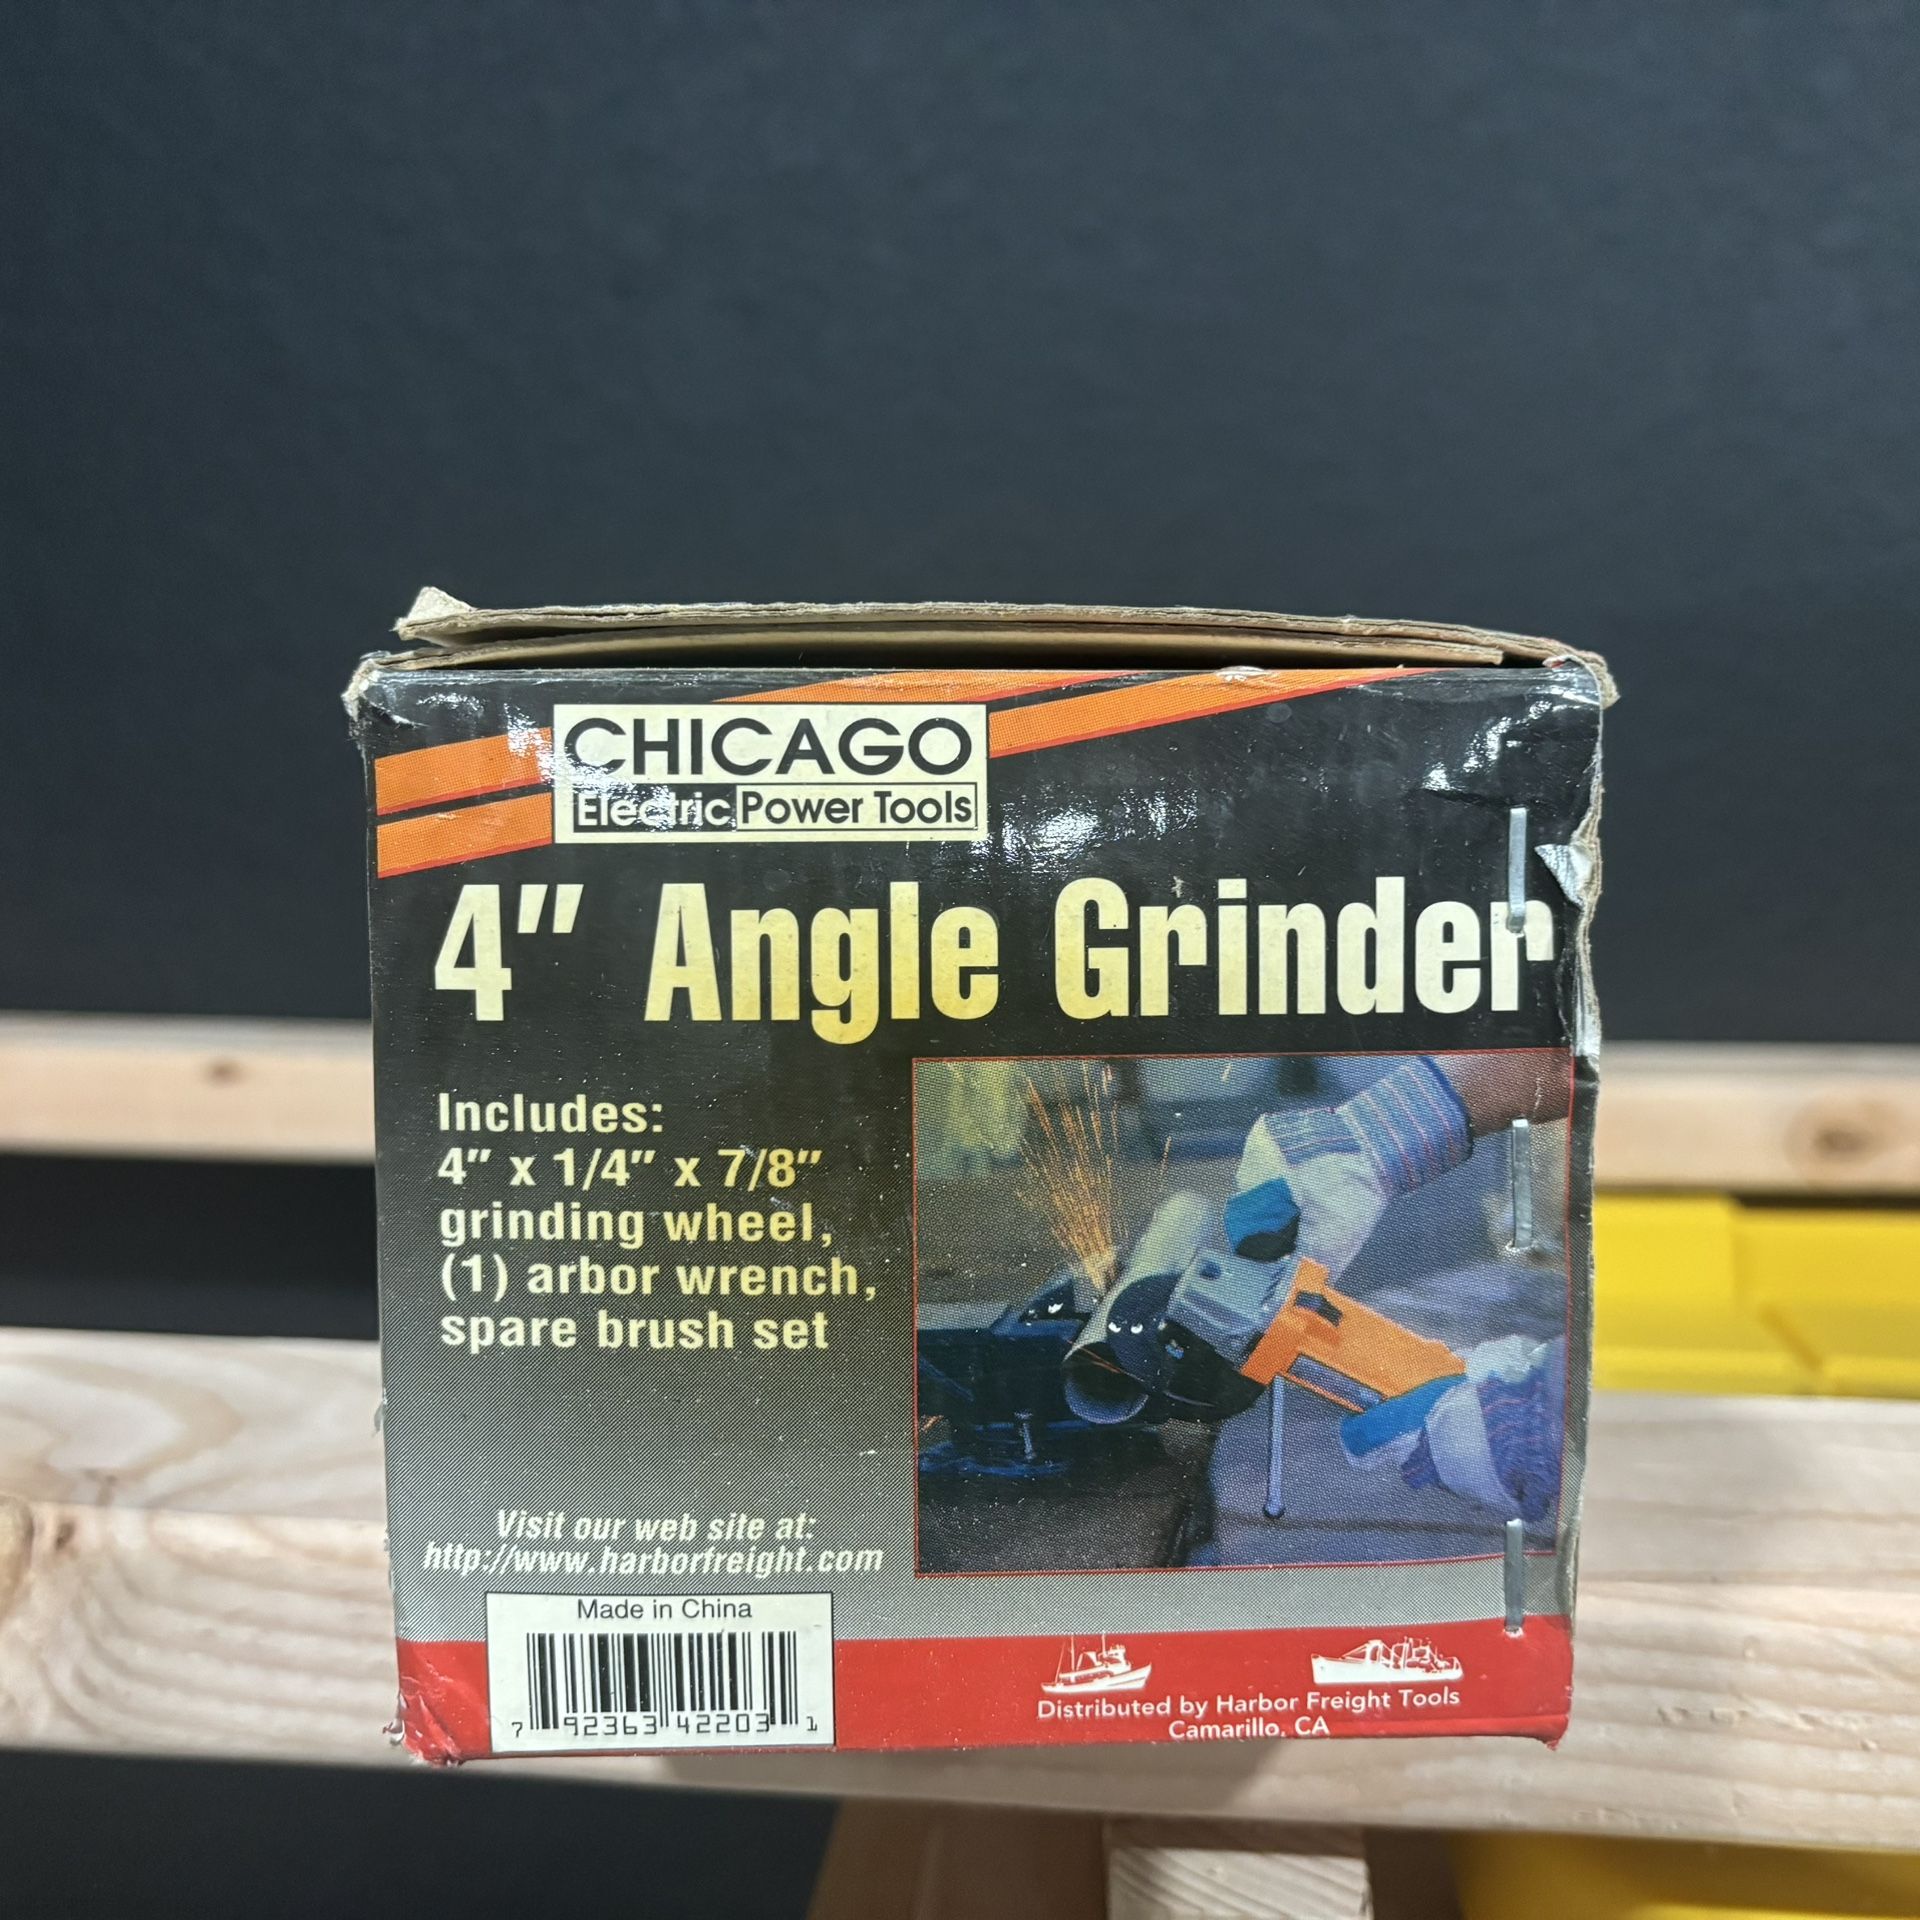 CHICAGO
Electric Power Tools
4" Angle Grinder
Includes:
4" x 1/4" x 7/8"
grinding wheel,
(1) arbor wrench,
spare brush set
Visit our web site at:
http://www.harborfreight.com
Made in China
7 92363 42203 1
Distributed by Harbor Freight Tools
Camarillo, CA